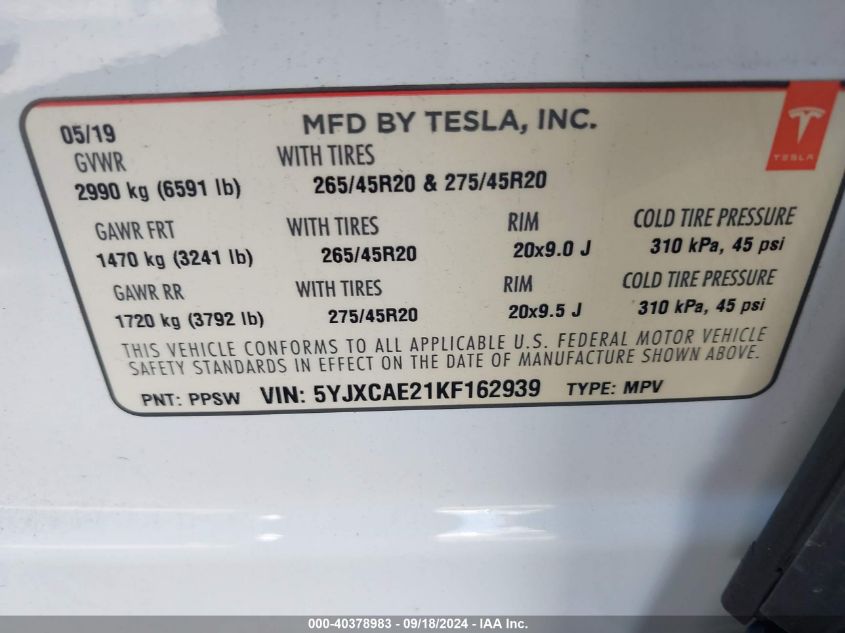 05/19
MFD BY TESLA, INC.
TESLA
GVWR WITH TIRES
2990 kg (6591 lb) 265/45R20 & 275/45R20
GAWR FRT WITH TIRES RIM COLD TIRE PRESSURE
1470 kg (3241 lb) 265/45R20 20x9.0 J 310 kPa, 45 psi
GAWR RR WITH TIRES RIM COLD TIRE PRESSURE
1720 kg (3792 lb) 275/45R20 20x9.5 J 310 kPa, 45 psi
THIS VEHICLE CONFORMS TO ALL APPLICABLE U.S. FEDERAL MOTOR VEHICLE
SAFETY STANDARDS IN EFFECT ON THE DATE OF MANUFACTURE SHOWN ABOVE.
PNT: PPSW VIN: 5YJXCAE21KF162939 TYPE: MPV
000-40378983 - 09/18/2024 - IAA Inc.